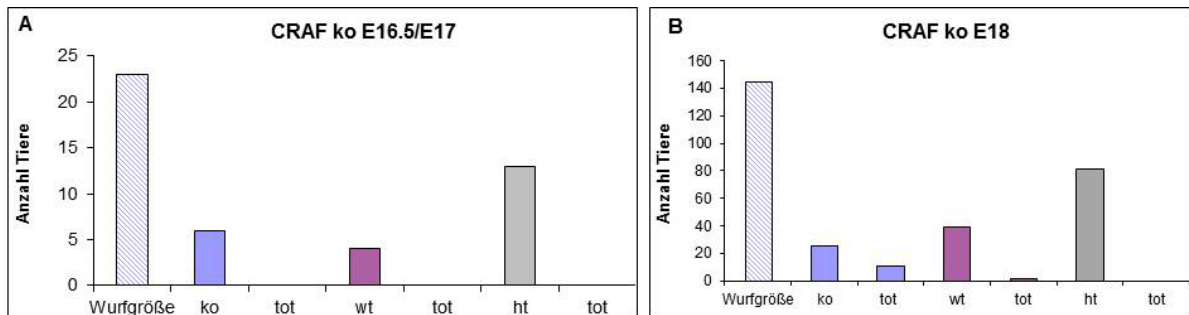 A
CRAF ko E16.5/E17
Anzahl Tiere
25
20
15
10
5
0
Wurfgröße ko tot wt tot ht tot
B
CRAF ko E18
Anzahl Tiere
160
140
120
100
80
60
40
20
0
Wurfgröße ko tot wt tot ht tot